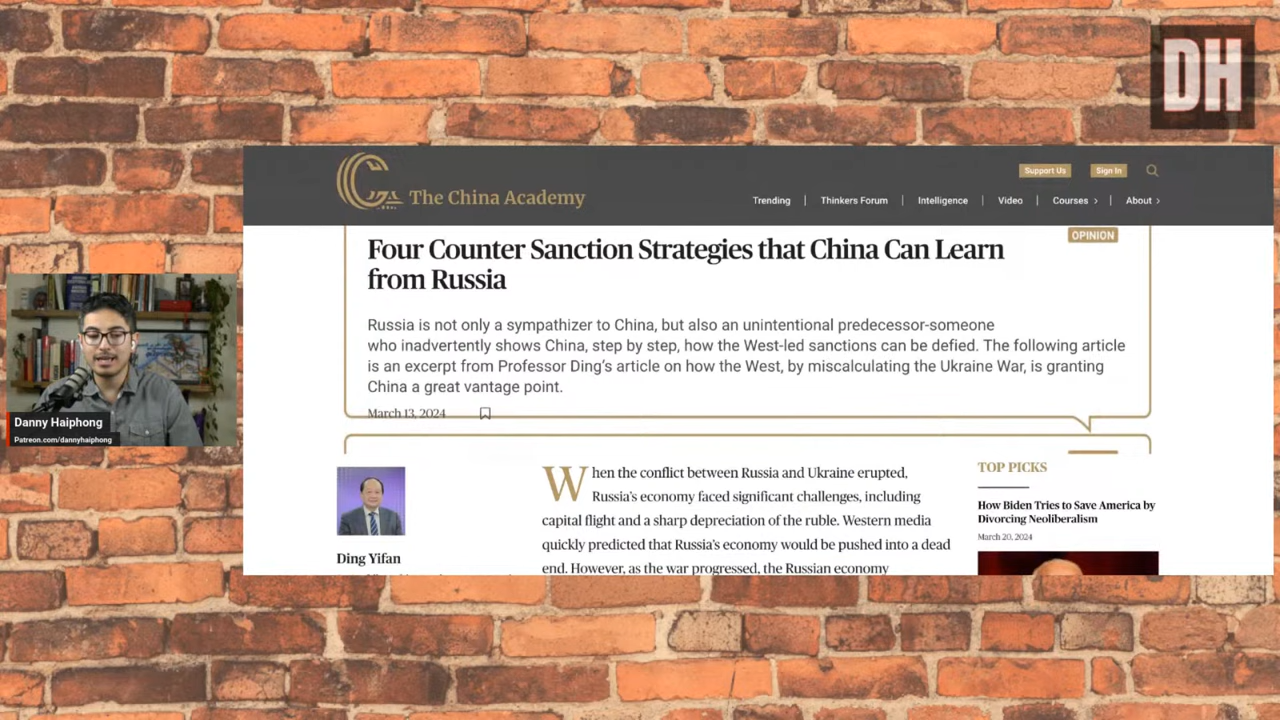 DH
The China Academy
Support Us
Sign In
Trending
Thinkers Forum
Intelligence
Video
Courses
About
OPINION
Four Counter Sanction Strategies that China Can Learn
from Russia
Russia is not only a sympathizer to China, but also an unintentional predecessor-someone
who inadvertently shows China, step by step, how the West-led sanctions can be defied. The following article
is an excerpt from Professor Ding's article on how the West, by miscalculating the Ukraine War, is granting
China a great vantage point.
March 13, 2024
Danny Haiphong
Patreon.com/dannyhaiphong
Ding Yifan
When the conflict between Russia and Ukraine erupted,
Russia's economy faced significant challenges, including
capital flight and a sharp depreciation of the ruble. Western media
quickly predicted that Russia's economy would be pushed into a dead
end. However, as the war progressed, the Russian economy
TOP PICKS
How Biden Tries to Save America by
Divorcing Neoliberalism
March 20, 2024